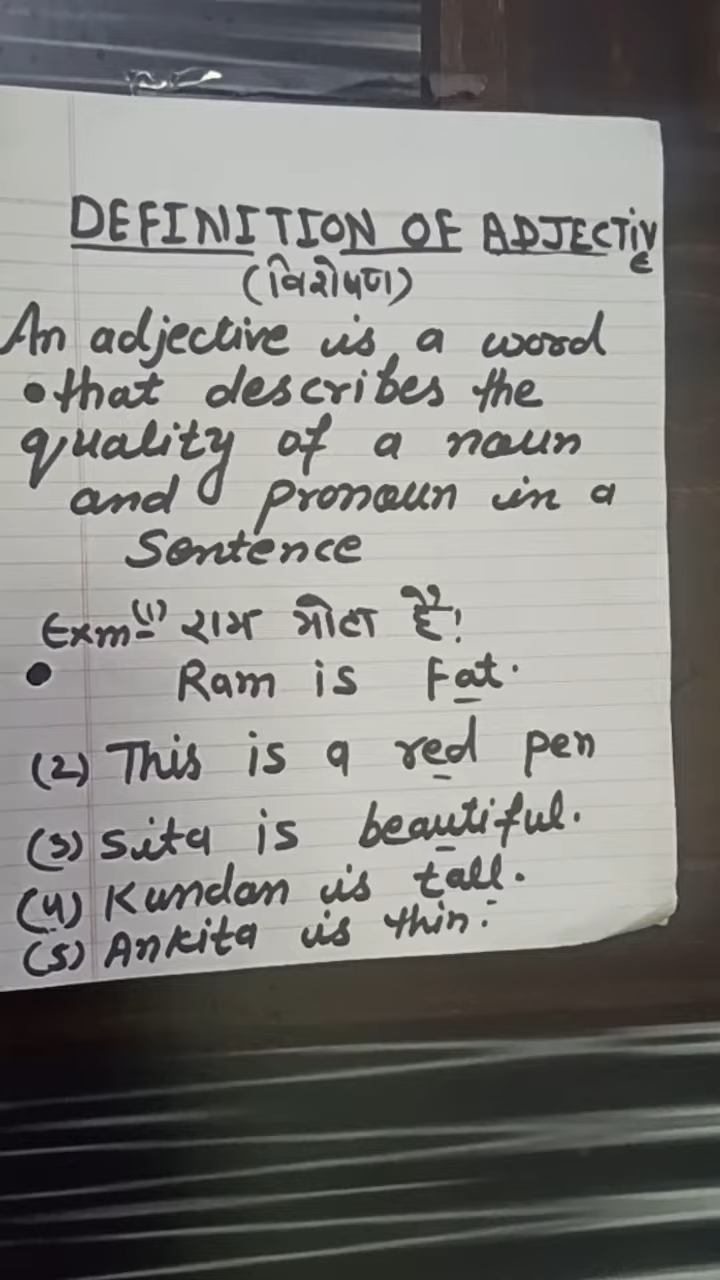 DEFINITION OF ADJECTIVE
(विशेषण)
An adjective is a word
•that describes the
quality of a noun
and pronoun in a
Sentence
Exm (1) राम मोटा है!
• Ram is Fat.
(2) This is a red pen
(3) Sita is beautiful.
(4) Kundan is tall.
(5) Ankita is thin.